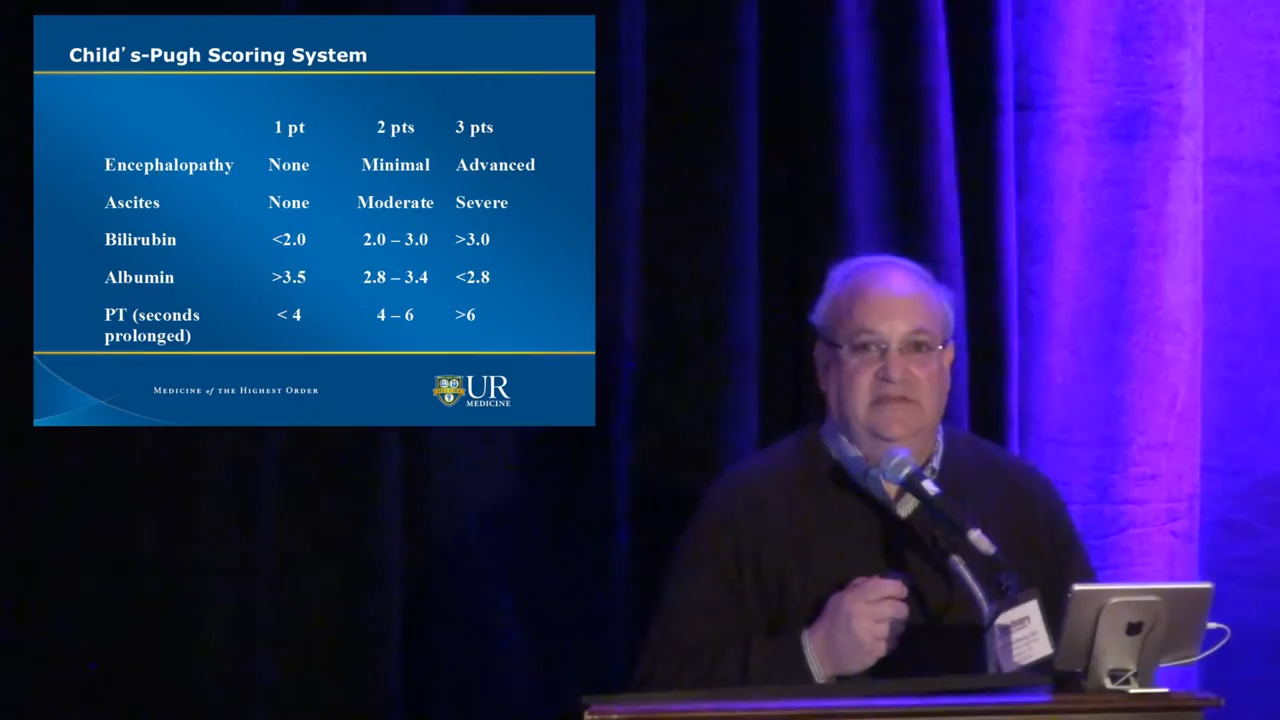 Child's-Pugh Scoring System
1 pt 2 pts 3 pts
Encephalopathy None Minimal Advanced
Ascites None Moderate Severe
Bilirubin <2.0 2.0 – 3.0 >3.0
Albumin >3.5 2.8 – 3.4 <2.8
PT (seconds prolonged) < 4 4 – 6 >6
MEDICINE of THE HIGHEST ORDER
UR
MEDICINE